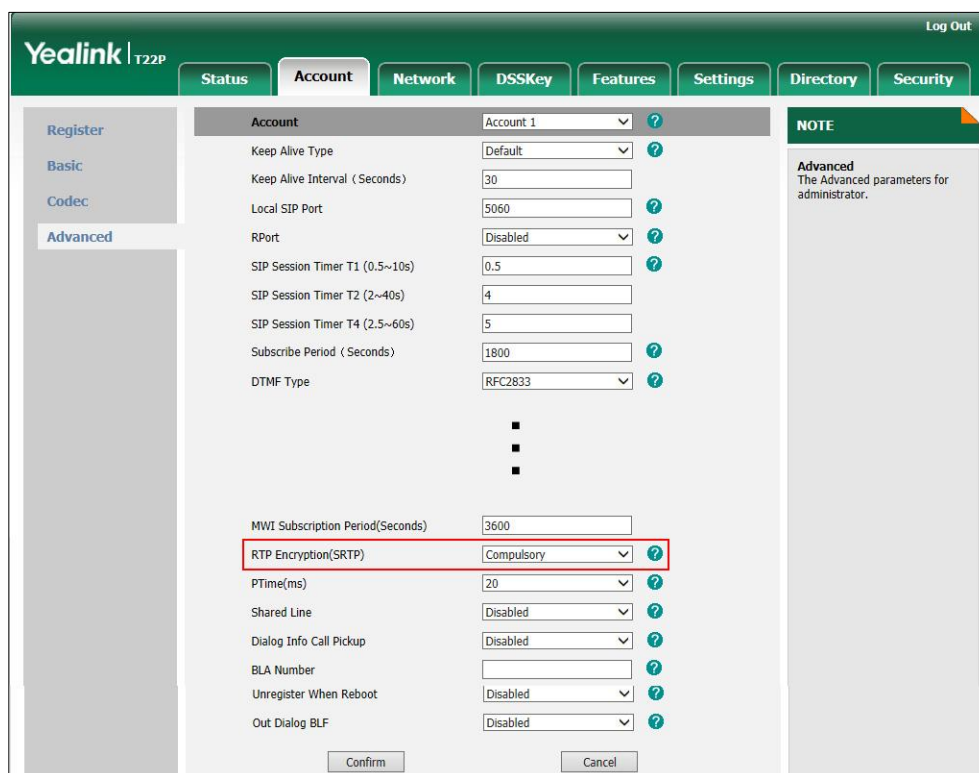 Log Out
Yealink T22P
Status Account Network DSSKey Features Settings Directory Security
Register
Basic
Codec
Advanced
Account Account 1 ?
Keep Alive Type Default ?
Keep Alive Interval (Seconds) 30
Local SIP Port 5060 ?
RPort Disabled ?
SIP Session Timer T1 (0.5~10s) 0.5 ?
SIP Session Timer T2 (2~40s) 4
SIP Session Timer T4 (2.5~60s) 5
Subscribe Period (Seconds) 1800 ?
DTMF Type RFC2833 ?
MWI Subscription Period(Seconds) 3600
RTP Encryption(SRTP) Compulsory ?
PTime(ms) 20 ?
Shared Line Disabled ?
Dialog Info Call Pickup Disabled ?
BLA Number ?
Unregister When Reboot Disabled ?
Out Dialog BLF Disabled ?
Confirm Cancel
NOTE
Advanced
The Advanced parameters for
administrator.